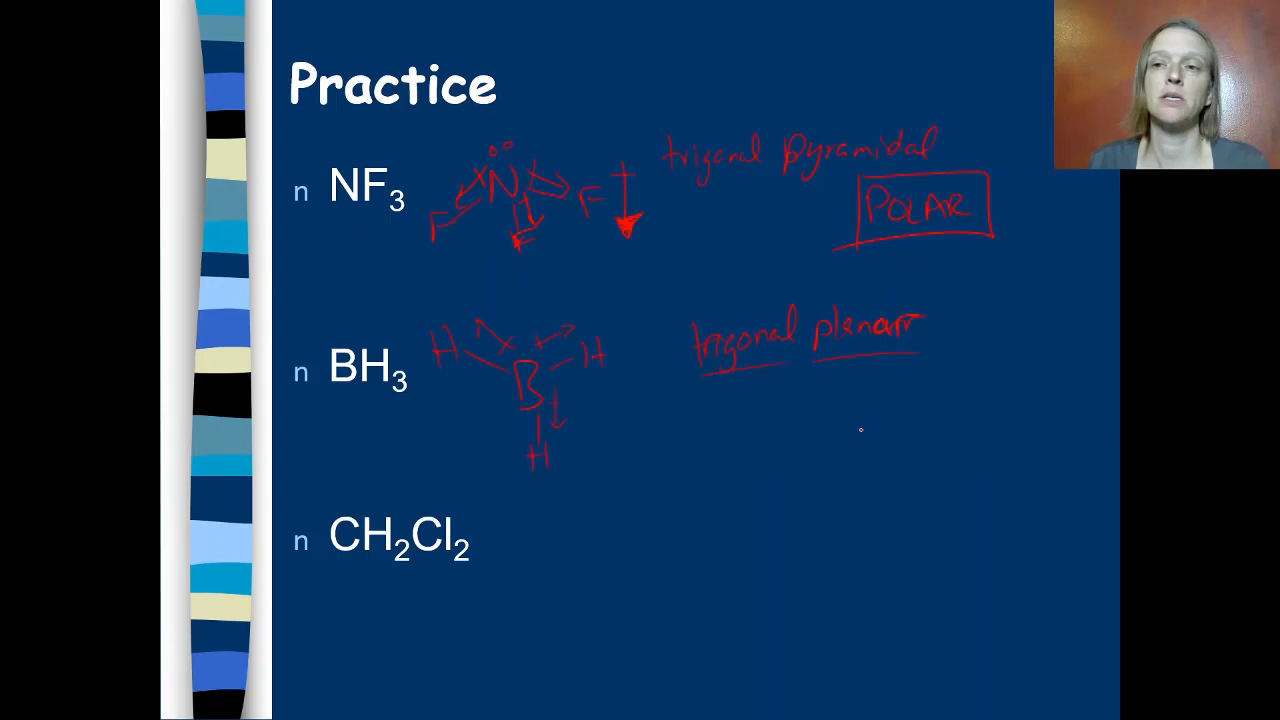 Practice
n NF₃ N F F F trigonal pyramidal
POLAR
n BH₃ H H B H trigonal planar
n CH₂Cl₂